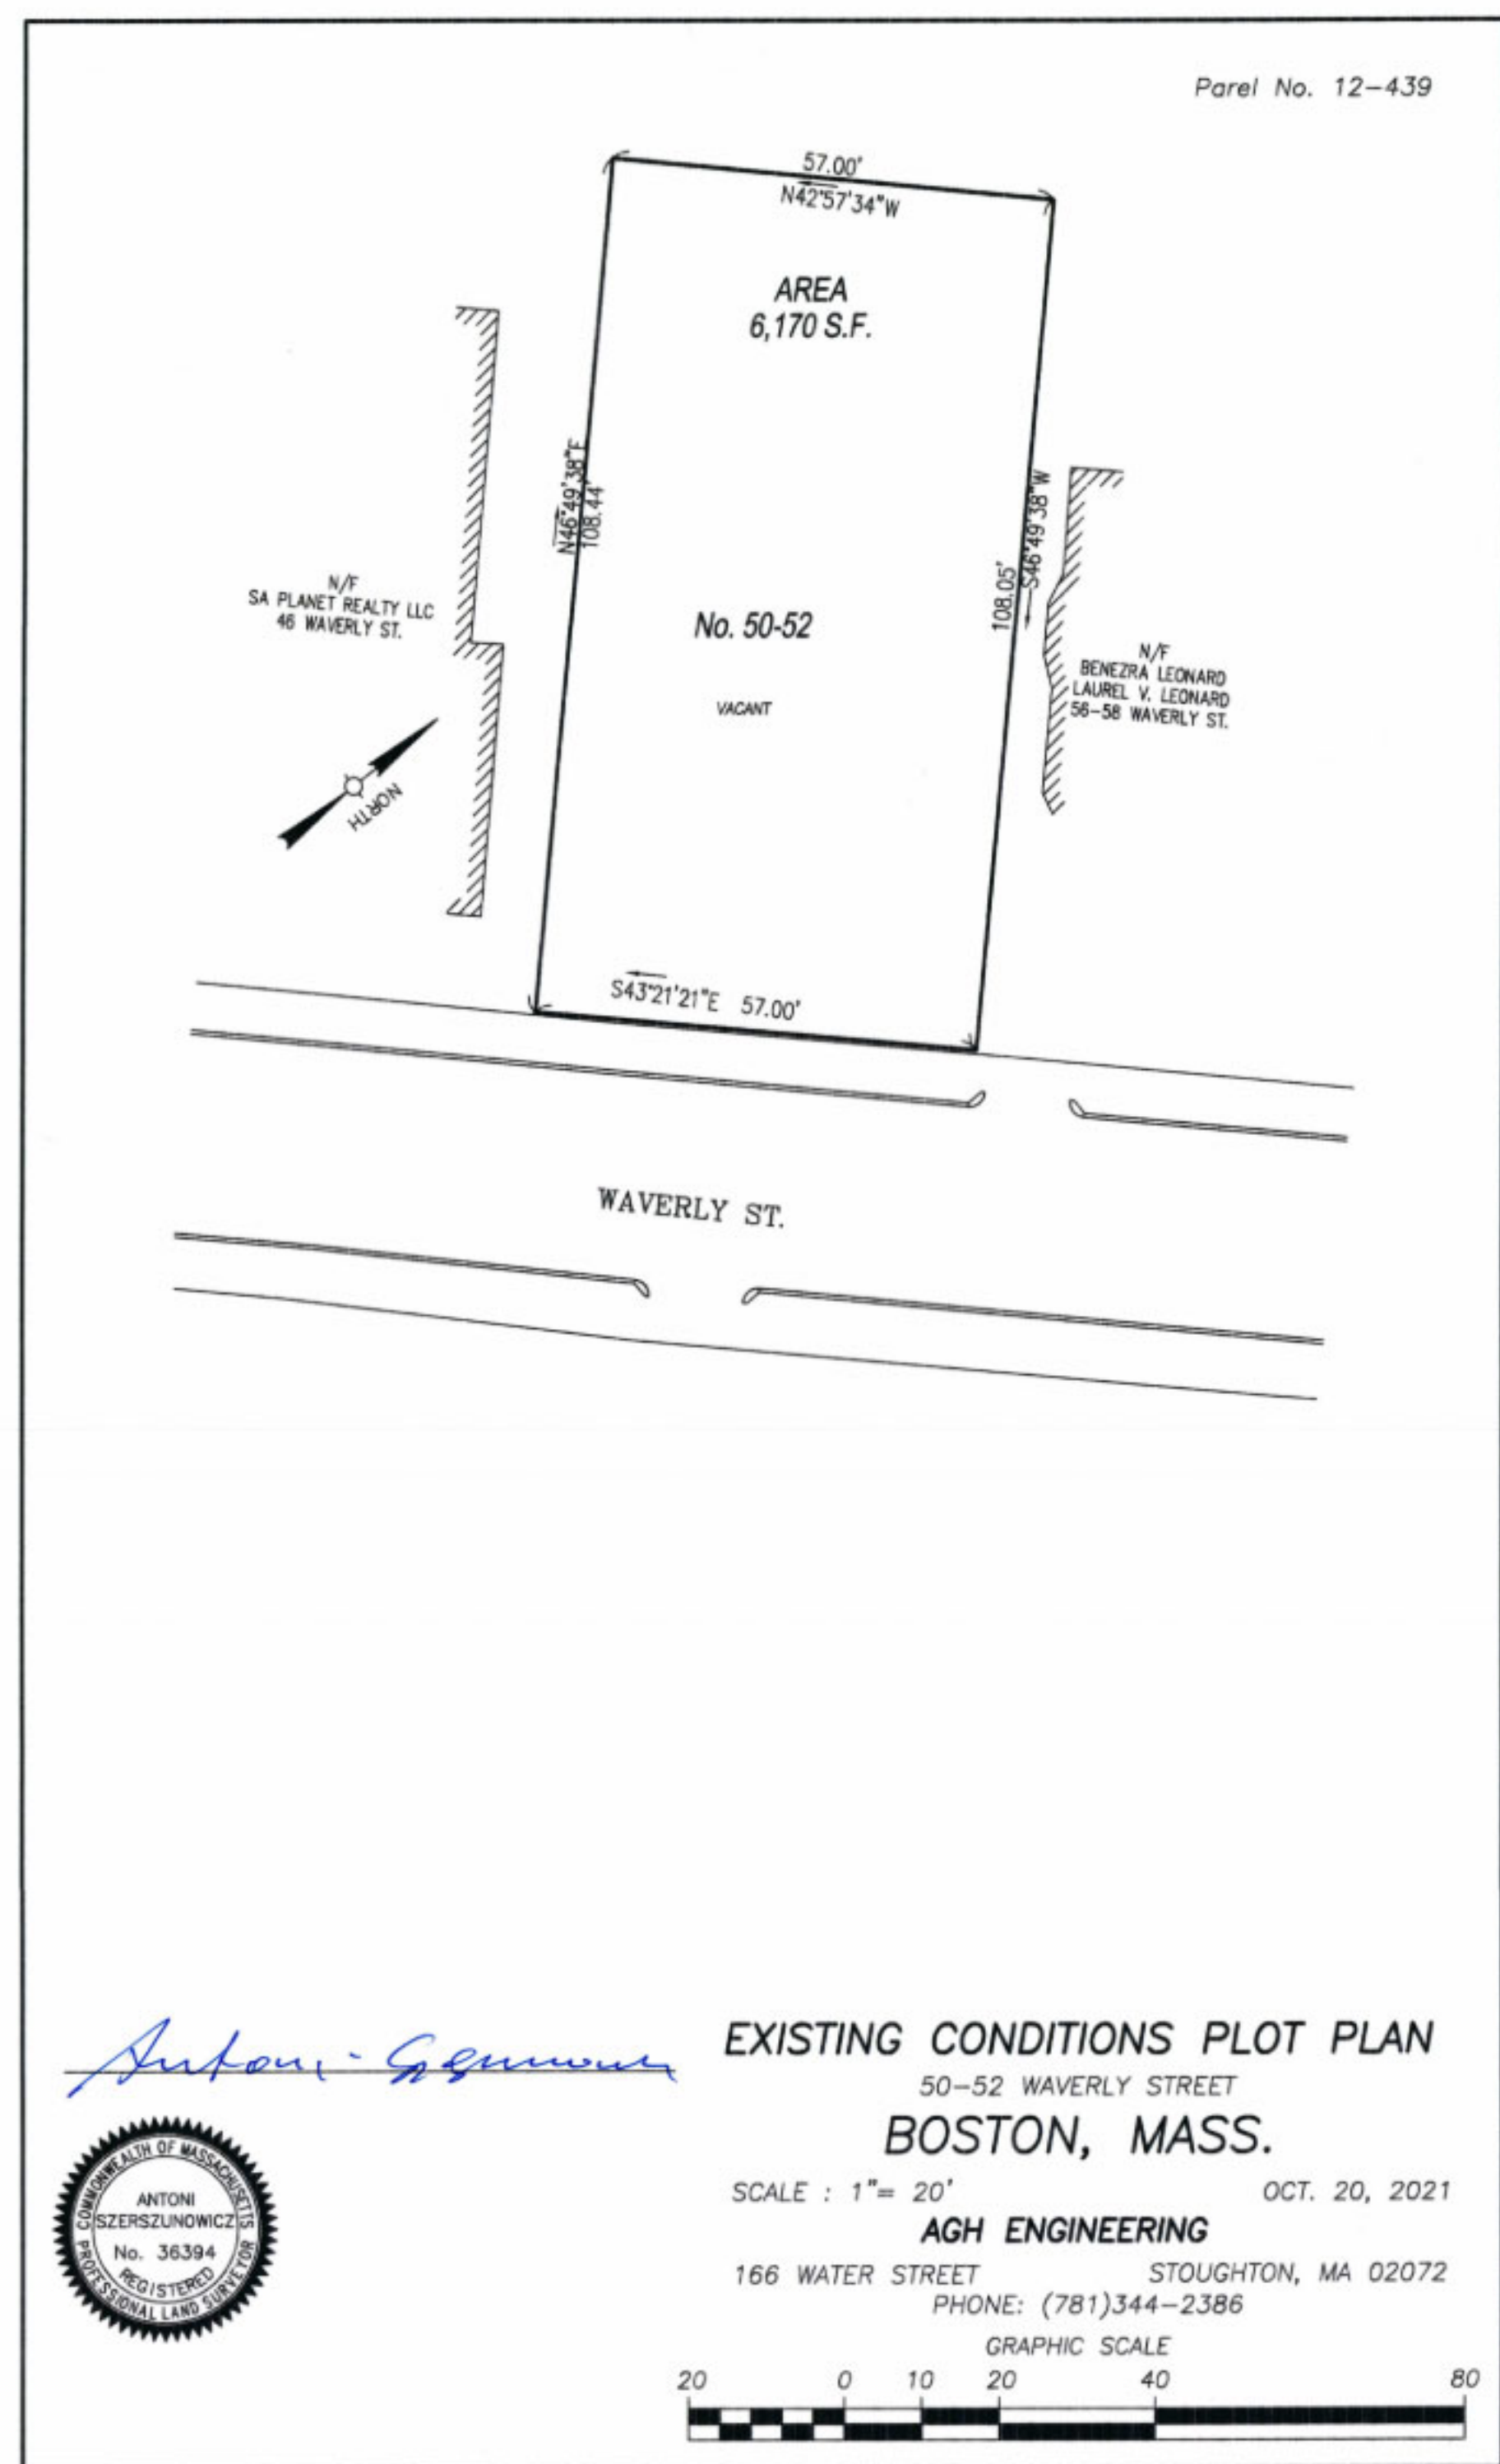 Parel No. 12-439
57.00'
N42°57'34"W
AREA
6,170 S.F.
N46°49'38"E
108.44'
S46°49'38"W
108.05'
N/F
SA PLANET REALTY LLC
46 WAVERLY ST.
No. 50-52
VACANT
N/F
BENEZRA LEONARD
LAUREL V. LEONARD
56-58 WAVERLY ST.
NORTH
S43°21'21"E 57.00'
WAVERLY ST.
EXISTING CONDITIONS PLOT PLAN
50-52 WAVERLY STREET
BOSTON, MASS.
SCALE : 1"= 20' OCT. 20, 2021
AGH ENGINEERING
166 WATER STREET STOUGHTON, MA 02072
PHONE: (781)344-2386
GRAPHIC SCALE
20 0 10 20 40 80
Antoni
COMMONWEALTH OF MASSACHUSETTS
ANTONI
SZERSZUNOWICZ
No. 36394
REGISTERED
PROFESSIONAL LAND SURVEYOR